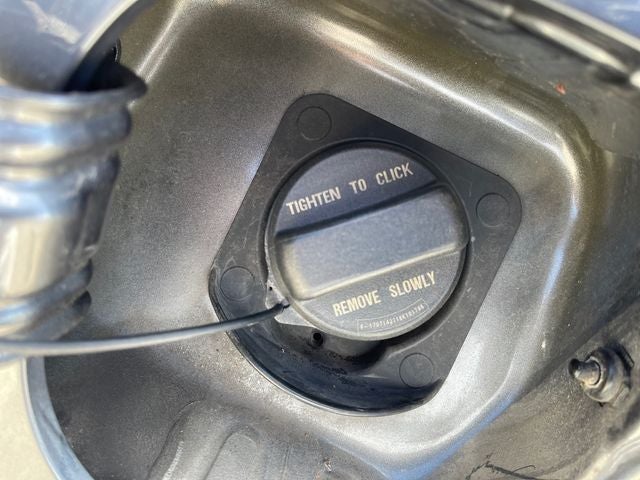 TIGHTEN TO CLICK
REMOVE SLOWLY